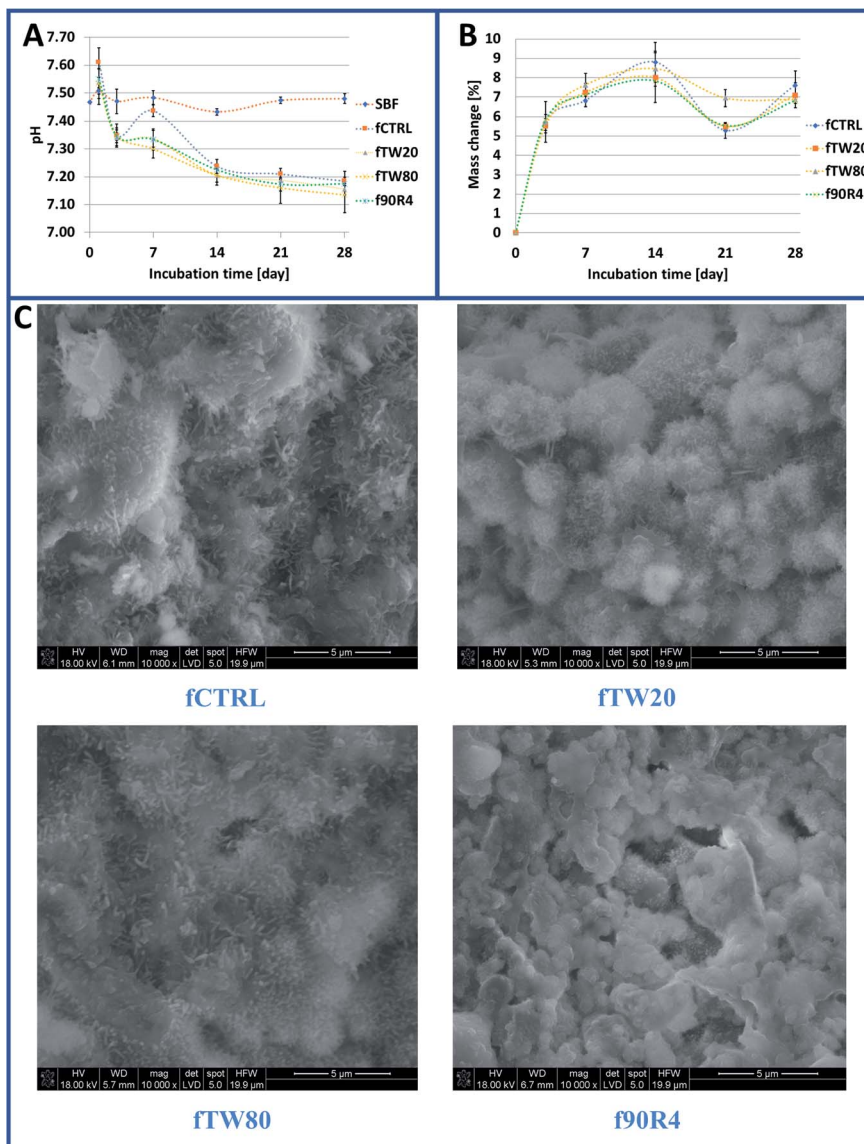 A
7.60
7.70
7.50
7.40
7.30
7.20
7.10
7.00
pH
0
7
14
21
28
Incubation time [day]
SBF
fCTRL
fTW20
fTW80
f90R4
B
10
9
8
7
6
5
4
3
2
1
0
Mass change [%]
0
7
14
21
28
Incubation time [day]
fCTRL
fTW20
fTW80
f90R4
C
HV WD mag det spot HFW
18.00 kV 6.1 mm 10 000 x LVD 5.0 19.9 µm 5 µm
fCTRL
HV WD mag det spot HFW
18.00 kV 5.3 mm 10 000 x LVD 5.0 19.9 µm 5 µm
fTW20
HV WD mag det spot HFW
18.00 kV 5.7 mm 10 000 x LVD 5.0 19.9 µm 5 µm
fTW80
HV WD mag det spot HFW
18.00 kV 6.7 mm 10 000 x LVD 5.0 19.9 µm 5 µm
f90R4